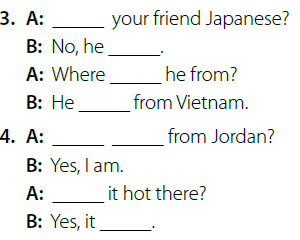 3. A: ______ your friend Japanese?
B: No, he ______.
A: Where ______ he from?
B: He ______ from Vietnam.
4. A: ______ ______ from Jordan?
B: Yes, I am.
A: ______ it hot there?
B: Yes, it ______.